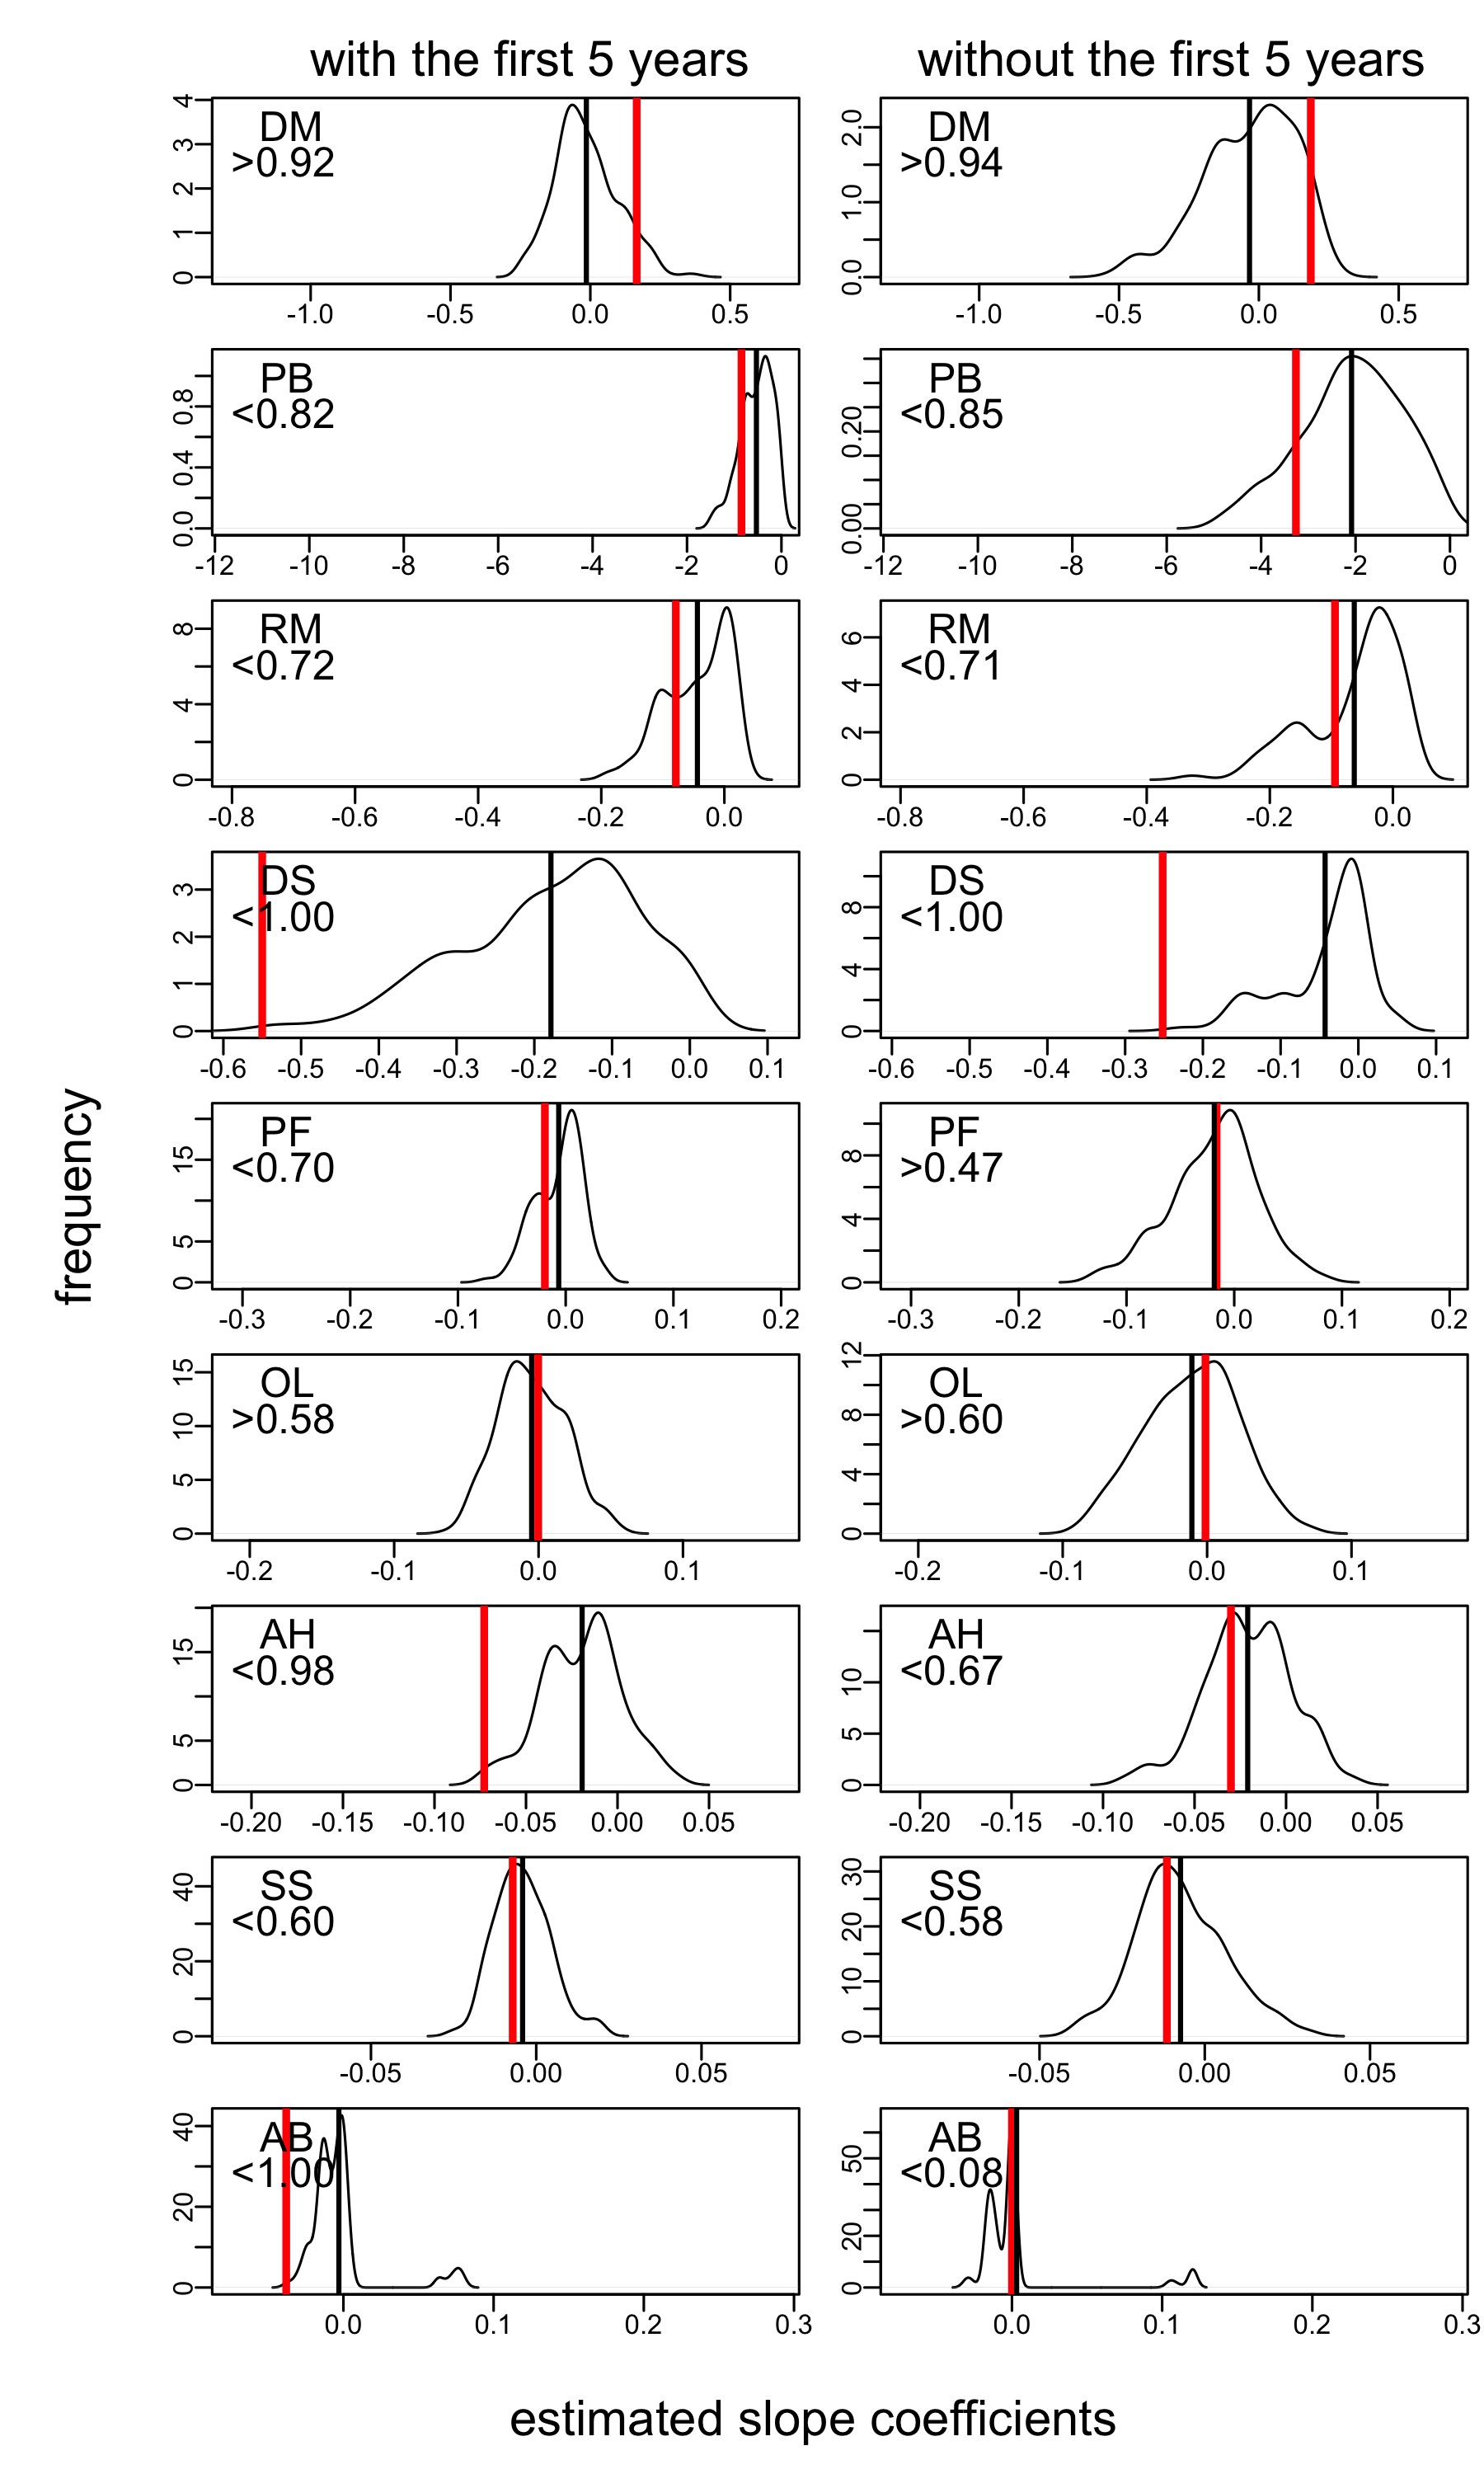 with the first 5 years
without the first 5 years
DM
>0.92
0 1 2 3 4
-1.0 -0.5 0.0 0.5
DM
>0.94
0.0 1.0 2.0
-1.0 -0.5 0.0 0.5
PB
<0.82
0.0 0.4 0.8
-12 -10 -8 -6 -4 -2 0
PB
<0.85
0.00 0.20
-12 -10 -8 -6 -4 -2 0
RM
<0.72
0 4 8
-0.8 -0.6 -0.4 -0.2 0.0
RM
<0.71
0 2 4 6
-0.8 -0.6 -0.4 -0.2 0.0
DS
<1.00
0 1 2 3
-0.6 -0.5 -0.4 -0.3 -0.2 -0.1 0.0 0.1
DS
<1.00
0 4 8
-0.6 -0.5 -0.4 -0.3 -0.2 -0.1 0.0 0.1
frequency
PF
<0.70
0 5 15
-0.3 -0.2 -0.1 0.0 0.1 0.2
PF
>0.47
0 4 8
-0.3 -0.2 -0.1 0.0 0.1 0.2
OL
>0.58
0 5 10 15
-0.2 -0.1 0.0 0.1
OL
>0.60
0 4 8 12
-0.2 -0.1 0.0 0.1
AH
<0.98
0 5 15
-0.20 -0.15 -0.10 -0.05 0.00 0.05
AH
<0.67
0 5 10
-0.20 -0.15 -0.10 -0.05 0.00 0.05
SS
<0.60
0 20 40
-0.05 0.00 0.05
SS
<0.58
0 10 20 30
-0.05 0.00 0.05
AB
<1.00
0 20 40
0.0 0.1 0.2 0.3
AB
<0.08
0 20 50
0.0 0.1 0.2 0.3
estimated slope coefficients